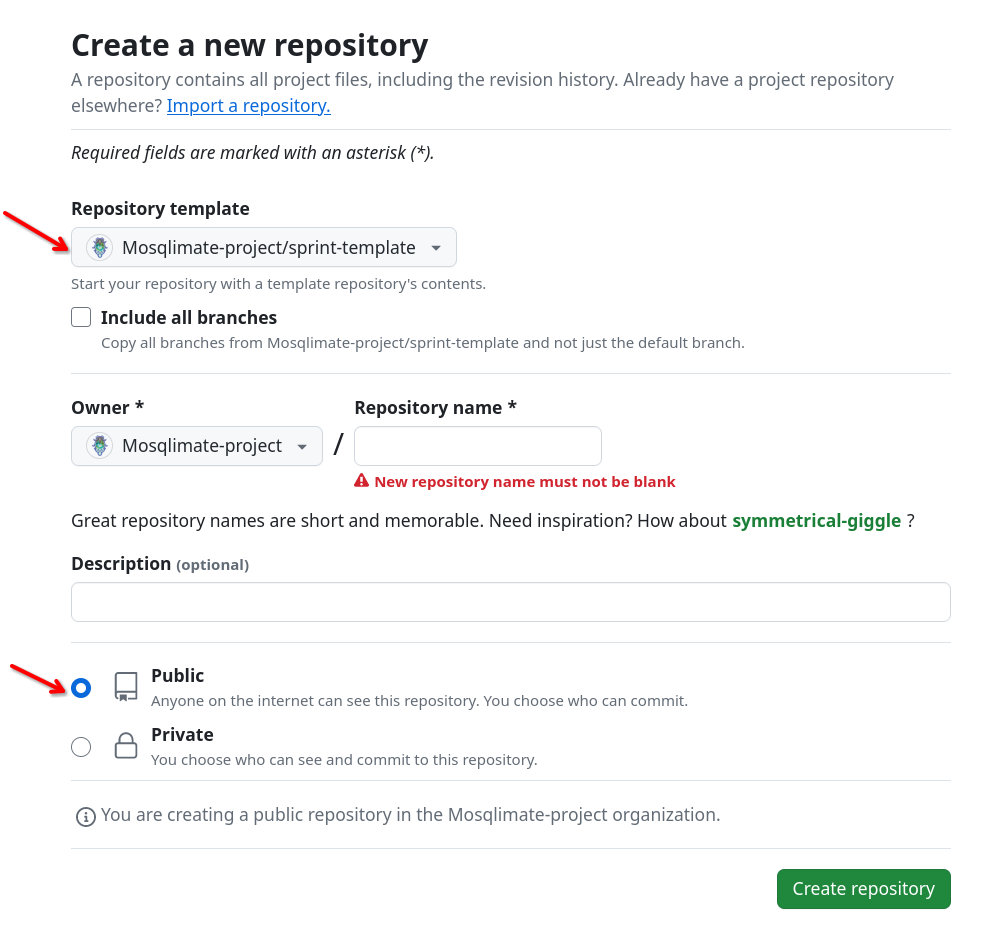 Create a new repository
A repository contains all project files, including the revision history. Already have a project repository
elsewhere? Import a repository.
Required fields are marked with an asterisk (*).
Repository template
Mosqlimate-project/sprint-template
Start your repository with a template repository's contents.
Include all branches
Copy all branches from Mosqlimate-project/sprint-template and not just the default branch.
Owner *
Repository name *
Mosqlimate-project
/
New repository name must not be blank
Great repository names are short and memorable. Need inspiration? How about symmetrical-giggle ?
Description (optional)
Public
Anyone on the internet can see this repository. You choose who can commit.
Private
You choose who can see and commit to this repository.
You are creating a public repository in the Mosqlimate-project organization.
Create repository